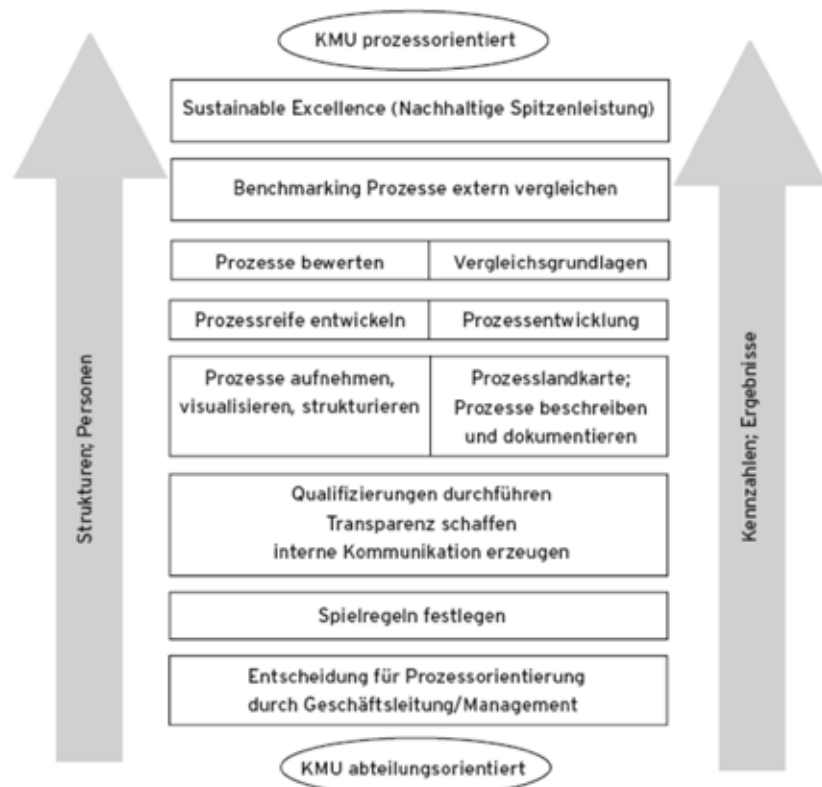 KMU prozessorientiert
Sustainable Excellence (Nachhaltige Spitzenleistung)
Benchmarking Prozesse extern vergleichen
Prozesse bewerten
Vergleichsgrundlagen
Prozessreife entwickeln
Prozessentwicklung
Prozesse aufnehmen,
visualisieren, strukturieren
Prozesslandkarte;
Prozesse beschreiben
und dokumentieren
Qualifizierungen durchführen
Transparenz schaffen
interne Kommunikation erzeugen
Spielregeln festlegen
Entscheidung für Prozessorientierung
durch Geschäftsleitung/Management
KMU abteilungsorientiert
Strukturen; Personen
Kennzahlen; Ergebnisse